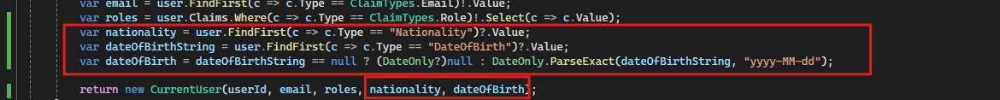 var email = user.FindFirst(c => c.Type == ClaimTypes.Email)!.Value;
var roles = user.Claims.Where(c => c.Type == ClaimTypes.Role)!.Select(c => c.Value);
var nationality = user.FindFirst(c => c.Type == "Nationality")?.Value;
var dateOfBirthString = user.FindFirst(c => c.Type == "DateOfBirth")?.Value;
var dateOfBirth = dateOfBirthString == null ? (DateOnly?)null : DateOnly.ParseExact(dateOfBirthString, "yyyy-MM-dd");
return new CurrentUser(userId, email, roles, nationality, dateOfBirth);